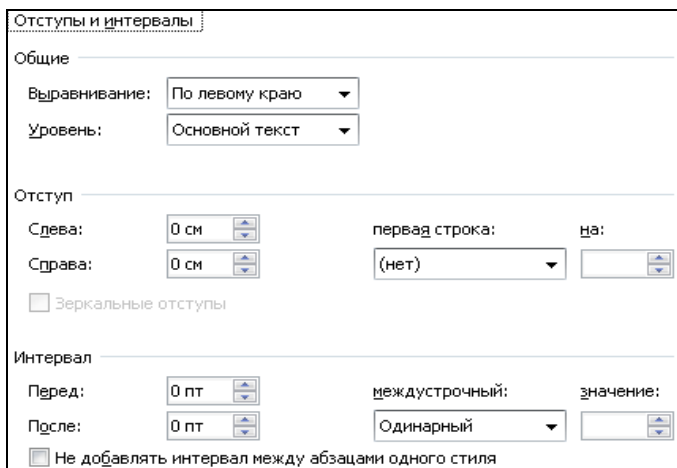 Отступы и интервалы
Общие
Выравнивание: По левому краю
Уровень: Основной текст
Отступ
Слева: 0 см первая строка: на:
Справа: 0 см (нет)
Зеркальные отступы
Интервал
Перед: 0 пт междустрочный: значение:
После: 0 пт Одинарный
Не добавлять интервал между абзацами одного стиля